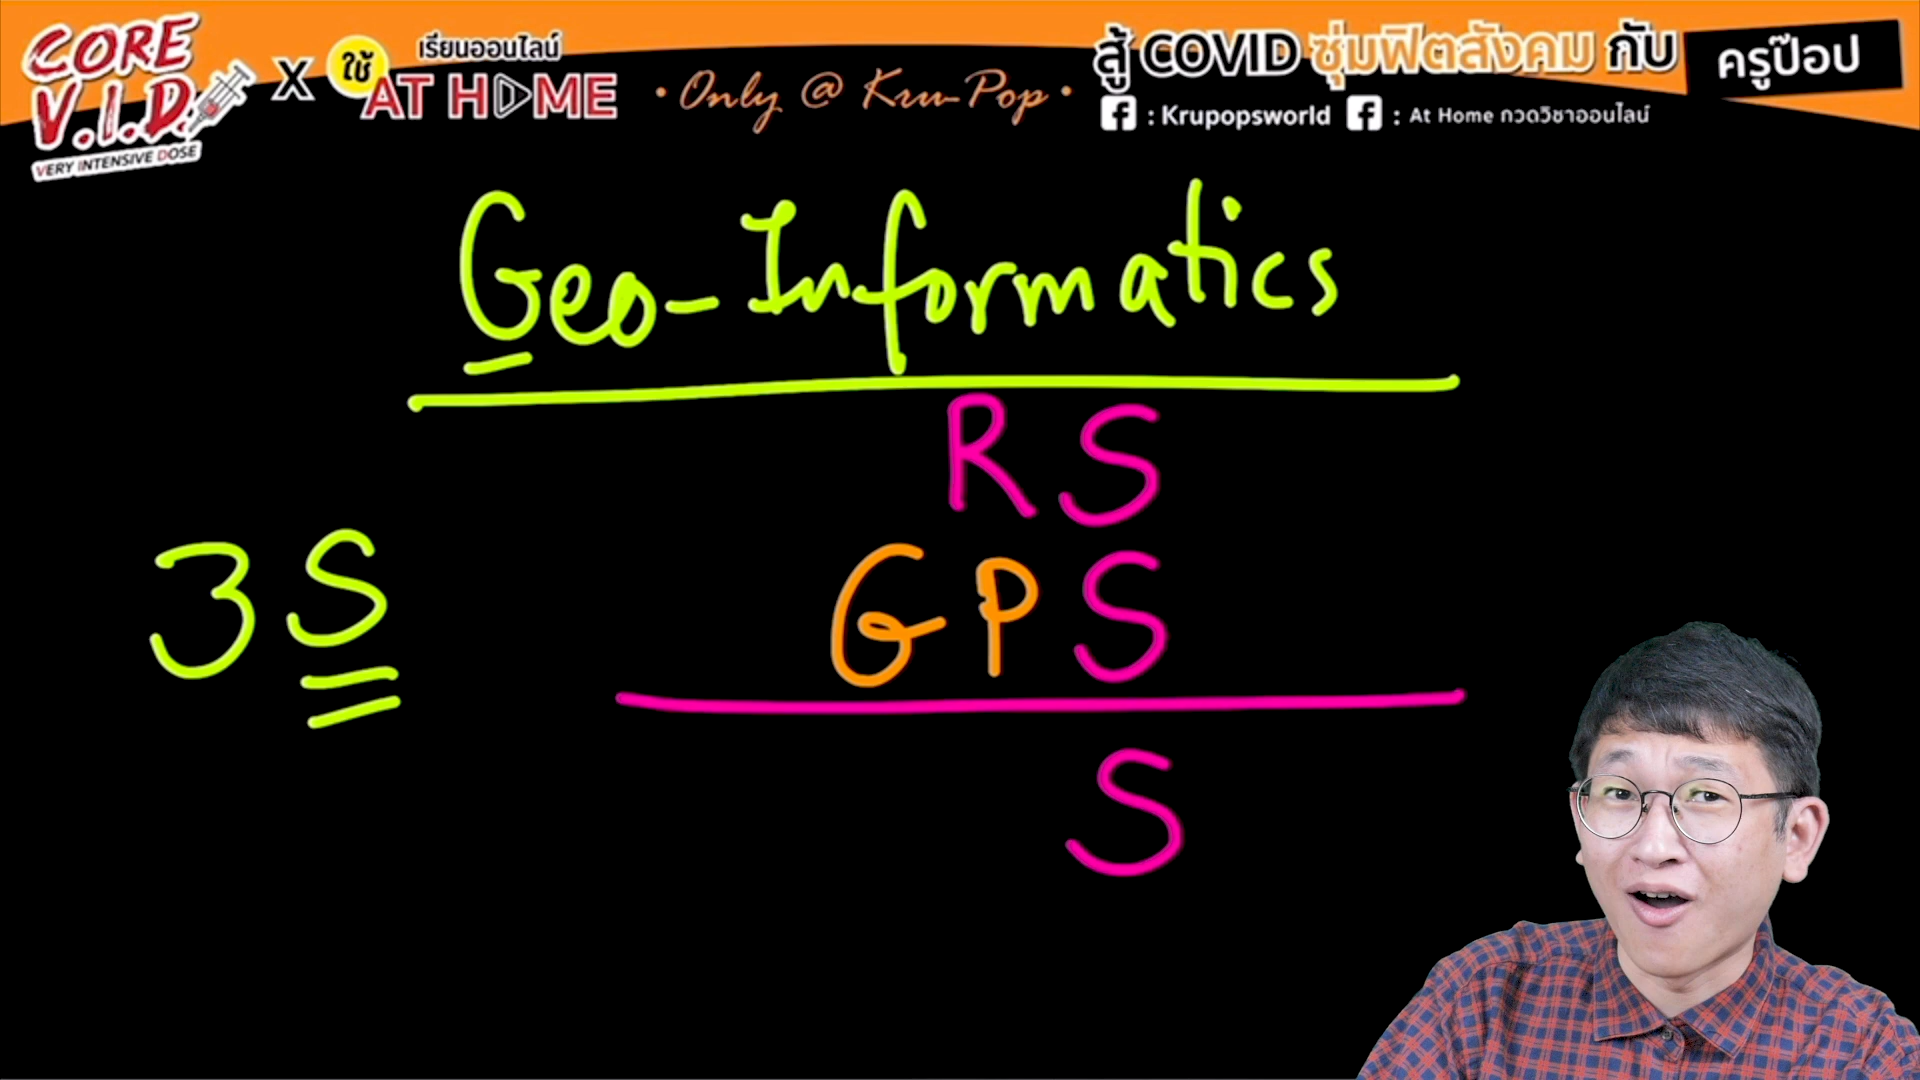 CORE
V.I.D.
VERY INTENSIVE DOSE
X
ใช้
เรียนออนไลน์
AT HOME
• Only @ Kru-Pop •
สู้ COVID ซุ่มฟิตสังคม กับ ครูป๊อป
: Krupopsworld : At Home กวดวิชาออนไลน์
Geo-Informatics
RS
3S
GPS
S